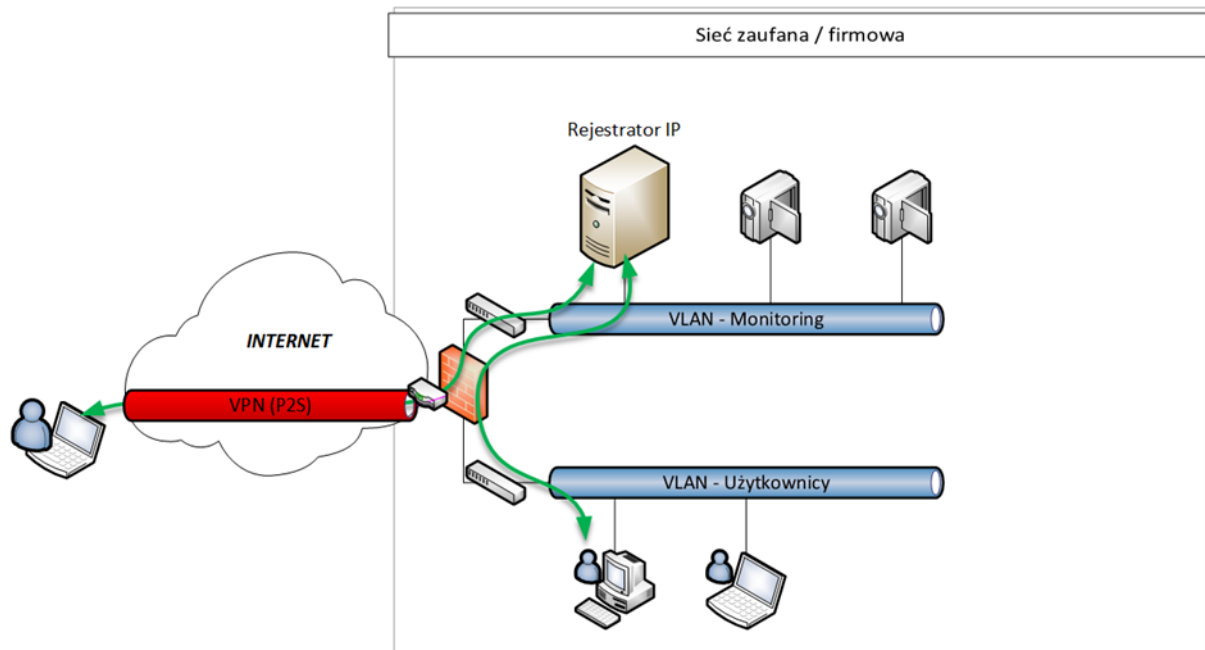 Sieć zaufana / firmowa
Rejestrator IP
VLAN - Monitoring
INTERNET
VPN (P2S)
VLAN - Użytkownicy